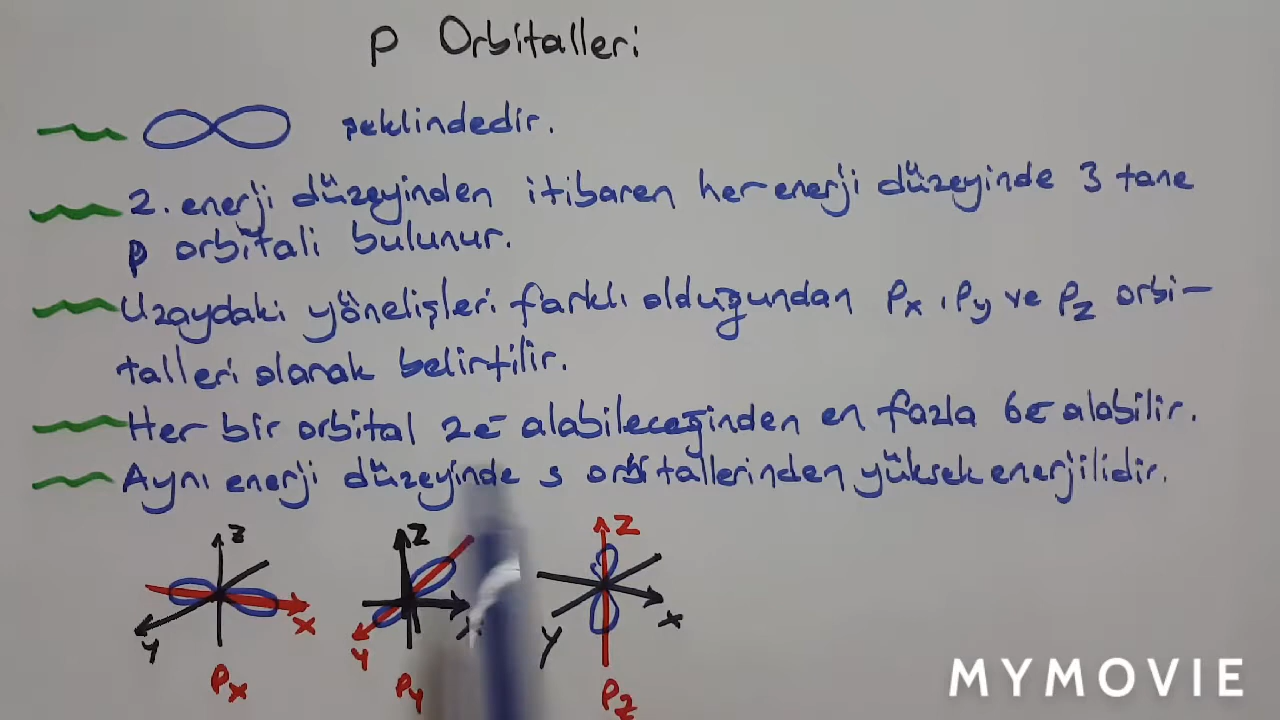 p Orbitalleri
şeklindedir.
2. enerji düzeyinden itibaren her enerji düzeyinde 3 tane
p orbitali bulunur.
Uzaydaki yönelişleri farklı olduğundan Px, Py ve Pz orbi-
talleri olarak belirtilir.
Her bir orbital 2e- alabileceğinden en fazla 6e- alabilir.
Aynı enerji düzeyinde s orbitallerinden yüksek enerjilidir.
z z z
x x x
y y y
Px Py Pz
MYMOVIE